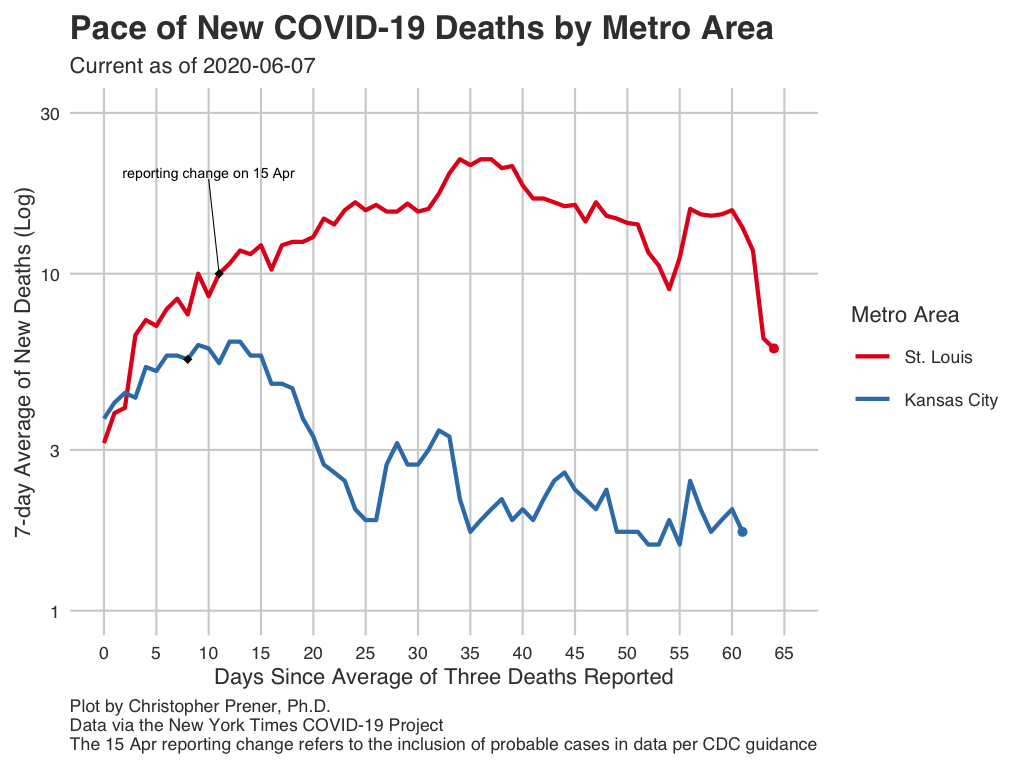 Pace of New COVID-19 Deaths by Metro Area
Current as of 2020-06-07
7-day Average of New Deaths (Log)
30
10
3
1
reporting change on 15 Apr
0 5 10 15 20 25 30 35 40 45 50 55 60 65
Days Since Average of Three Deaths Reported
Metro Area
St. Louis
Kansas City
Plot by Christopher Prener, Ph.D.
Data via the New York Times COVID-19 Project
The 15 Apr reporting change refers to the inclusion of probable cases in data per CDC guidance